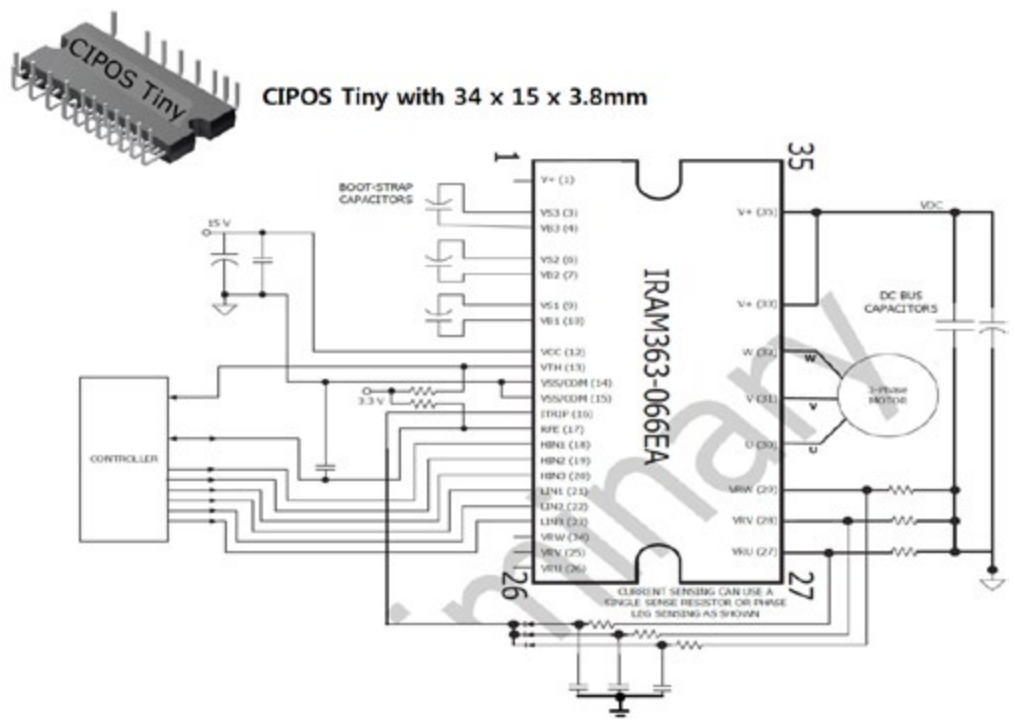 CIPOS Tiny
CIPOS Tiny with 34 x 15 x 3.8mm
1
35
BOOT-STRAP
CAPACITORS
15 V
3.3 V
CONTROLLER
V+ (1)
VS3 (3)
VB3 (4)
VS2 (6)
VB2 (7)
VS1 (9)
VB1 (10)
VCC (12)
VTH (13)
VSS/COM (14)
VSS/COM (15)
ITRIP (16)
RFE (17)
HIN1 (18)
HIN2 (19)
HIN3 (20)
LIN1 (21)
LIN2 (22)
LIN3 (23)
VRW (24)
VRV (25)
VRU (26)
26
IRAM363-066EA
V+ (35)
V+ (33)
W (32)
V (31)
U (30)
VRW (29)
VRV (28)
VRU (27)
27
VDC
DC BUS
CAPACITORS
W
V
U
3-Phase
MOTOR
CURRENT SENSING CAN USE A
SINGLE SENSE RESISTOR OR PHASE
LEG SENSING AS SHOWN
iminary